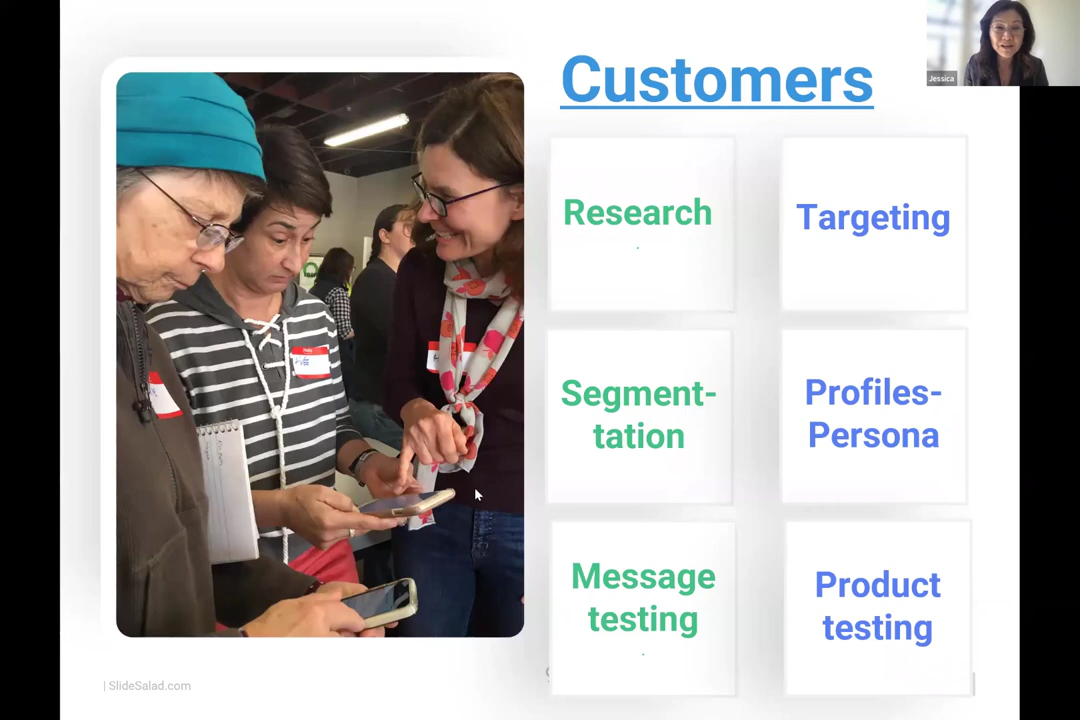 Customers
Jessica
Research
Targeting
Segment-
tation
Profiles-
Persona
Message
testing
Product
testing
| SlideSalad.com